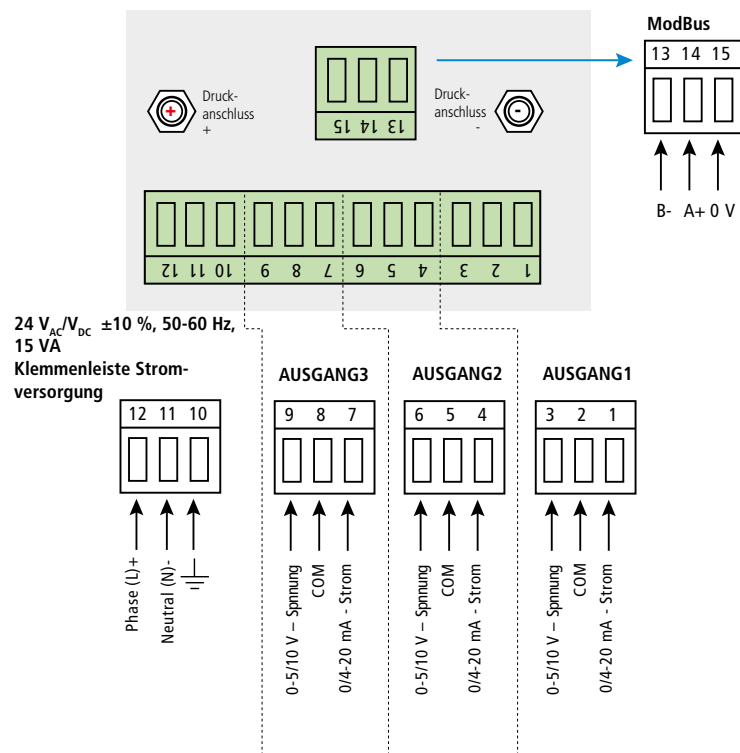 ModBus
13 14 15
B- A+ 0 V
+
Druck-
anschluss
+
15 14 13
Druck-
anschluss
-
-
12 11 10 9 8 7 6 5 4 3 2 1
24 VAC/VDC ±10 %, 50-60 Hz,
15 VA
Klemmenleiste Strom-
versorgung
12 11 10
Phase (L)+
Neutral (N)-
AUSGANG3
9 8 7
0-5/10 V – Spnnung
COM
0/4-20 mA - Strom
AUSGANG2
6 5 4
0-5/10 V – Spnnung
COM
0/4-20 mA - Strom
AUSGANG1
3 2 1
0-5/10 V – Spnnung
COM
0/4-20 mA - Strom